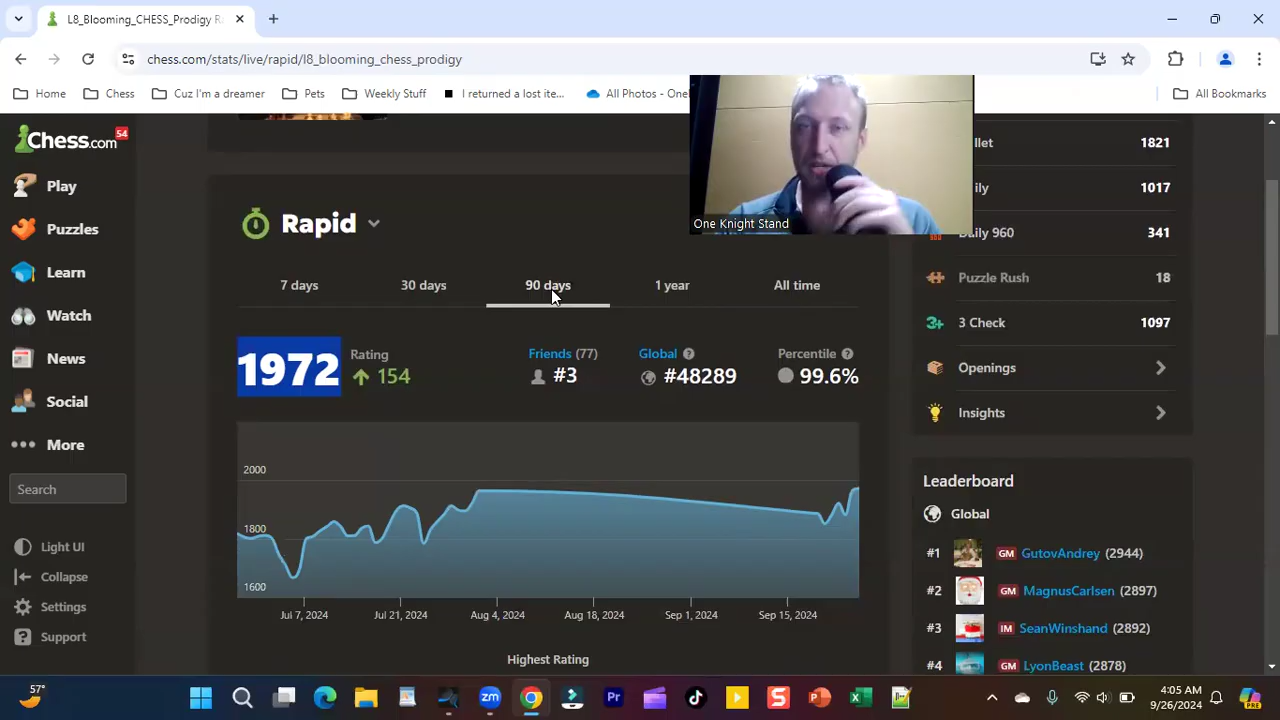 L8_Blooming_CHESS_Prodigy R
chess.com/stats/live/rapid/l8_blooming_chess_prodigy
Home
Chess
Cuz I'm a dreamer
Pets
Weekly Stuff
I returned a lost ite...
All Photos - One
All Bookmarks
Chess.com
54
Play
Puzzles
Learn
Watch
News
Social
More
Search
Light UI
Collapse
Settings
Support
One Knight Stand
Rapid
7 days
30 days
90 days
1 year
All time
1972
Rating
154
Friends (77)
#3
Global ?
#48289
Percentile ?
99.6%
2000
1800
1600
Jul 7, 2024
Jul 21, 2024
Aug 4, 2024
Aug 18, 2024
Sep 1, 2024
Sep 15, 2024
Highest Rating
llet
1821
ily
1017
Daily 960
341
Puzzle Rush
18
3+
3 Check
1097
Openings
Insights
Leaderboard
Global
#1 GM GutovAndrey (2944)
#2 GM MagnusCarlsen (2897)
#3 IM SeanWinshand (2892)
#4 GM LyonBeast (2878)
57°
zm
Pr
S
P
4:05 AM
9/26/2024
PRE